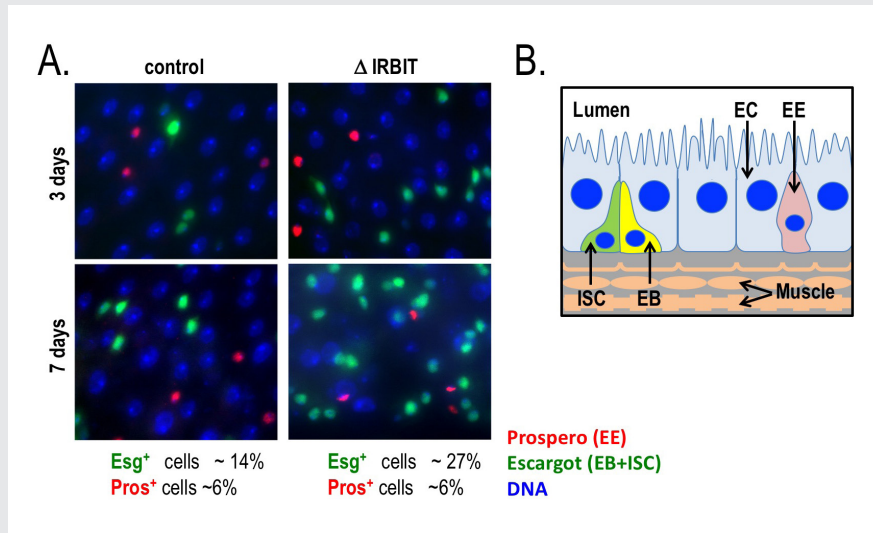 A.
control
Δ IRBIT
3 days
7 days
Esg⁺ cells ~ 14%
Pros⁺ cells ~6%
Esg⁺ cells ~ 27%
Pros⁺ cells ~6%
B.
Lumen
EC
EE
ISC
EB
Muscle
Prospero (EE)
Escargot (EB+ISC)
DNA